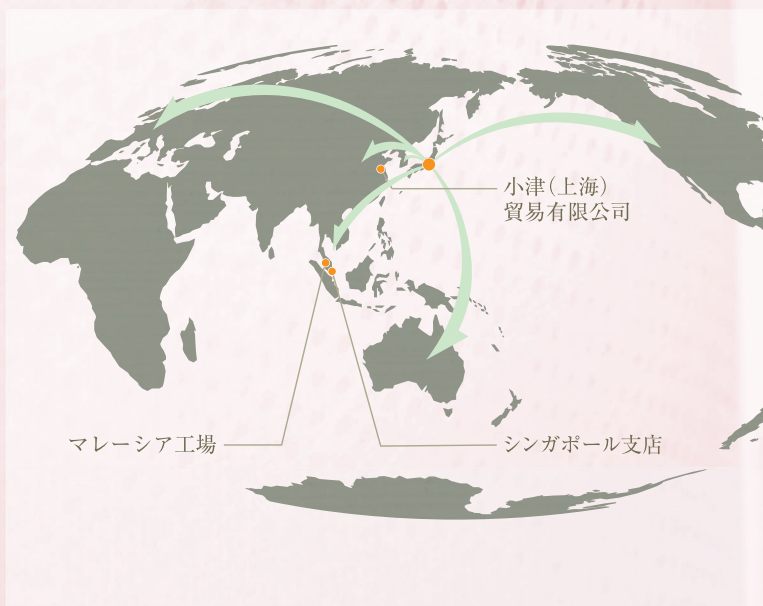 小津（上海）
貿易有限公司
マレーシア工場
シンガポール支店